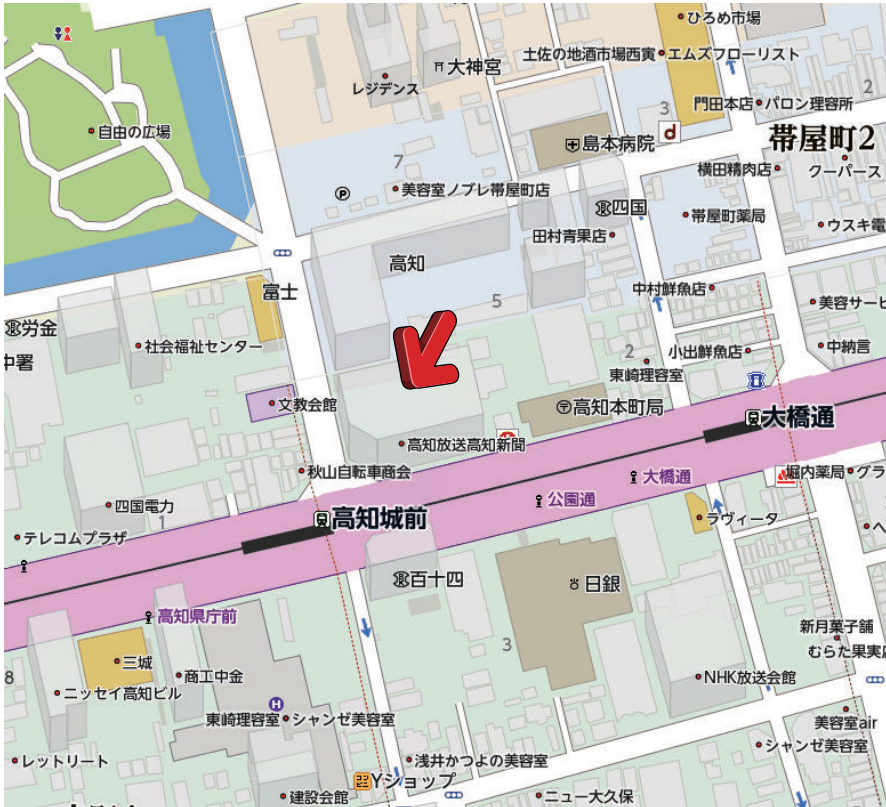 ひろめ市場
土佐の地酒市場西寅
エムズフローリスト
大神宮
レジデンス
3
2
門田本店
バロン理容所
d
自由の広場
島本病院
帯屋町2
7
横田精肉店
クーパース
P
美容室ノブレ帯屋町店
四国
帯屋町薬局
田村青果店
ウスキ電
高知
富士
5
中村鮮魚店
美容サービ
労金
中署
社会福祉センター
2
小出鮮魚店
中納言
東崎理容室
文教会館
高知本町局
大橋通
高知放送高知新聞
秋山自転車商会
大橋通
堀内薬局
グラ
四国電力
公園通
1
高知城前
ラヴィータ
ヘ
テレコムプラザ
百十四
日銀
高知県庁前
3
新月菓子舗
むらた果実店
三城
8
商工中金
ニッセイ高知ビル
NHK放送会館
H
東崎理容室
シャンゼ美容室
美容室air
レットリート
浅井かつよの美容室
シャンゼ美容室
Yショップ
建設会館
ニュー大久保